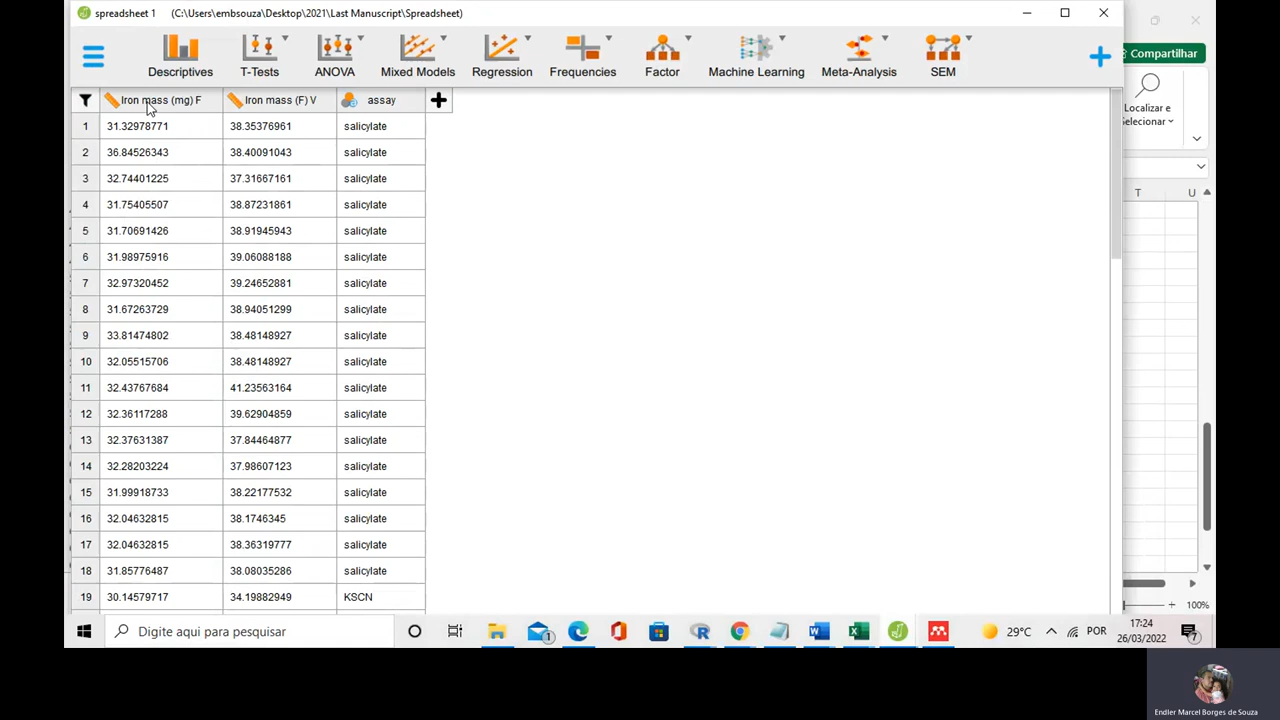 spreadsheet 1 (C:\Users\embsouza\Desktop\2021\Last Manuscript\Spreadsheet)
Compartilhar
Descriptives T-Tests ANOVA Mixed Models Regression Frequencies Factor Machine Learning Meta-Analysis SEM
Localizar e
Selecionar
Iron mass (mg) F Iron mass (F) V assay
1 31.32978771 38.35376961 salicylate
2 36.84526343 38.40091043 salicylate
3 32.74401225 37.31667161 salicylate
4 31.75405507 38.87231861 salicylate
5 31.70691426 38.91945943 salicylate
6 31.98975916 39.06088188 salicylate
7 32.97320452 39.24652881 salicylate
8 31.67263729 38.94051299 salicylate
9 33.81474802 38.48148927 salicylate
10 32.05515706 38.48148927 salicylate
11 32.43767684 41.23563164 salicylate
12 32.36117288 39.62904859 salicylate
13 32.37631387 37.84464877 salicylate
14 32.28203224 37.98607123 salicylate
15 31.99918733 38.22177532 salicylate
16 32.04632815 38.1746345 salicylate
17 32.04632815 38.36319777 salicylate
18 31.85776487 38.08035286 salicylate
19 30.14579717 34.19882949 KSCN
T U
100%
Digite aqui para pesquisar
1
29°C
POR
17:24
26/03/2022
7
Endler Marcel Borges de Souza